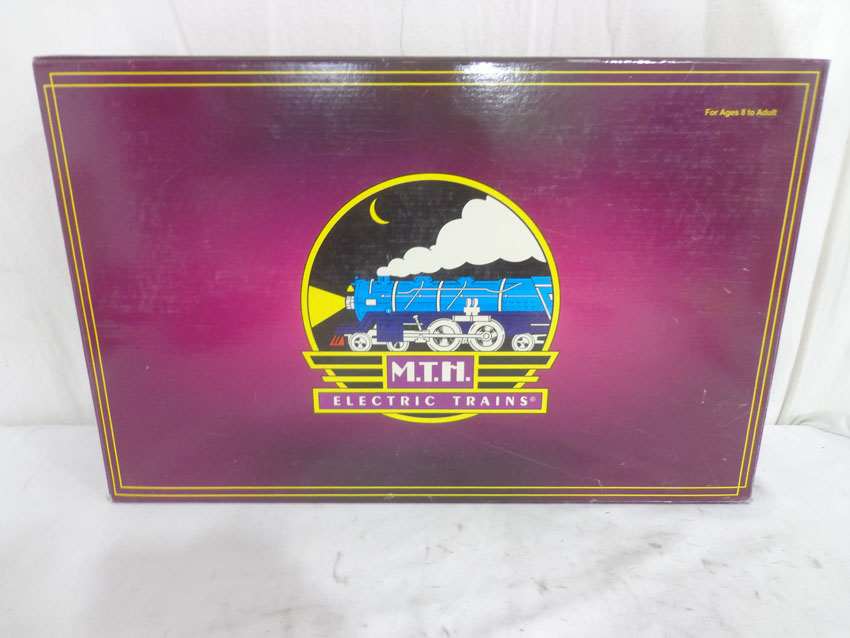 For Ages 8 to Adult
M.T.H.
ELECTRIC TRAINS®